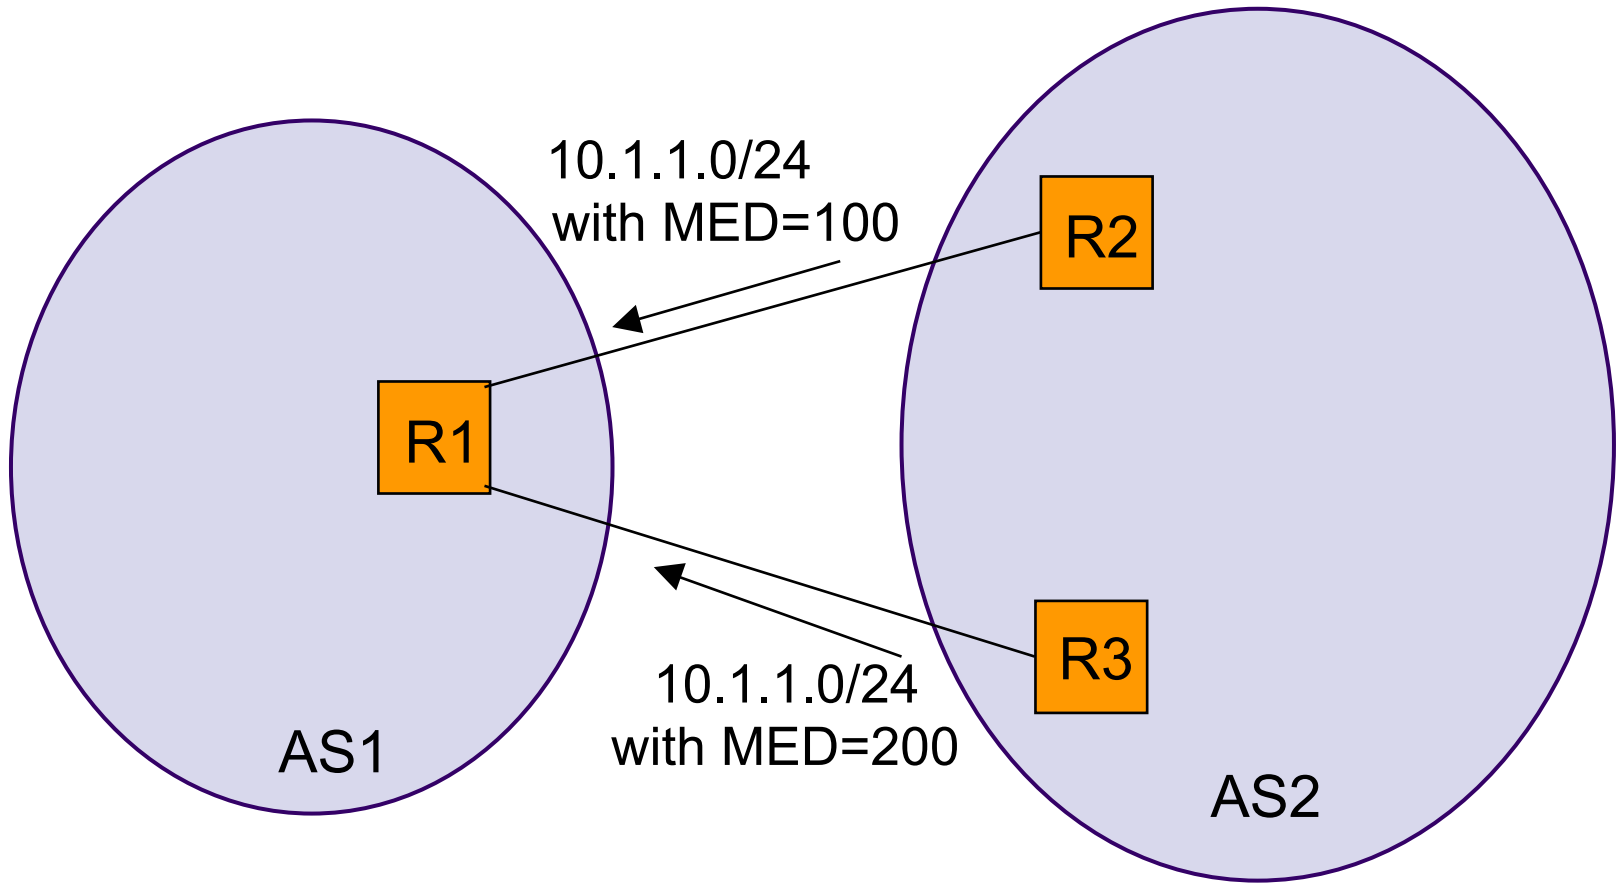 10.1.1.0/24
with MED=100
R2
R1
R3
10.1.1.0/24
with MED=200
AS1
AS2